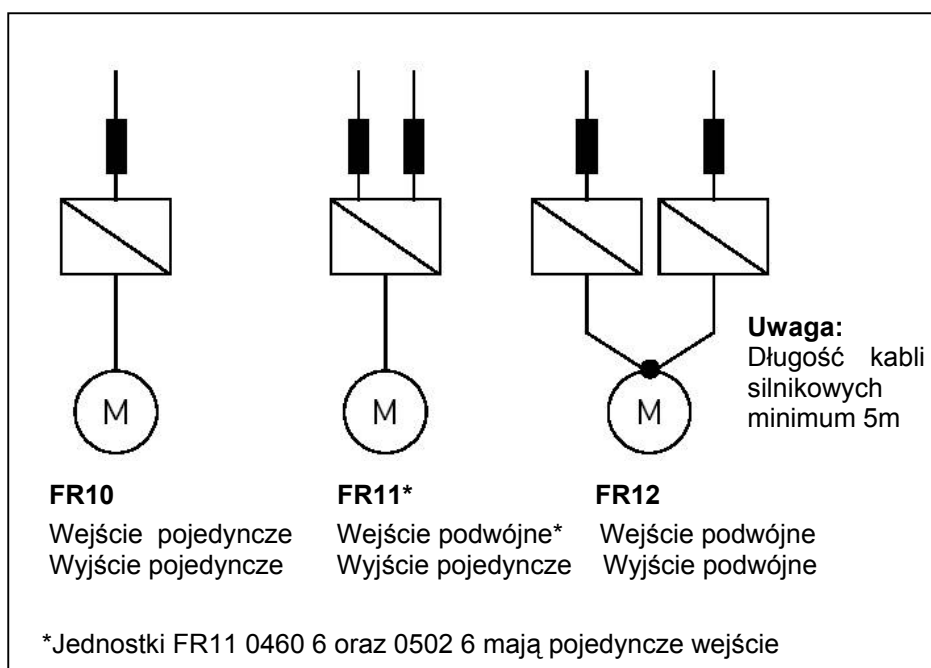 Uwaga:
Długość kabli
silnikowych
minimum 5m
M
M
M
FR10
Wejście pojedyncze
Wyjście pojedyncze
FR11*
Wejście podwójne*
Wyjście pojedyncze
FR12
Wejście podwójne
Wyjście podwójne
*Jednostki FR11 0460 6 oraz 0502 6 mają pojedyncze wejście